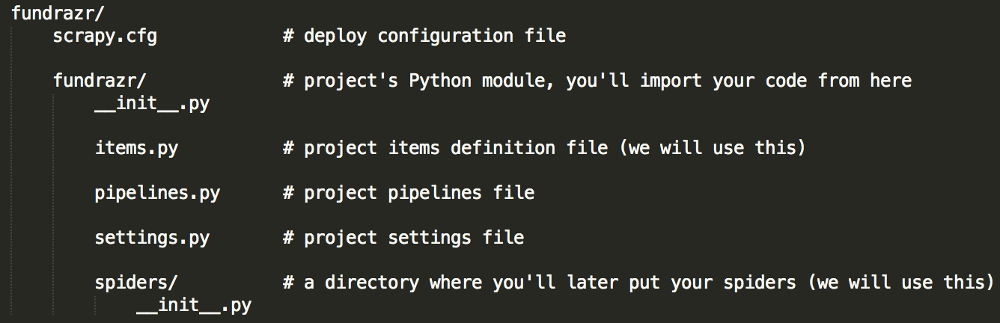 fundrazr/
scrapy.cfg # deploy configuration file
fundrazr/ # project's Python module, you'll import your code from here
__init__.py
items.py # project items definition file (we will use this)
pipelines.py # project pipelines file
settings.py # project settings file
spiders/ # a directory where you'll later put your spiders (we will use this)
__init__.py